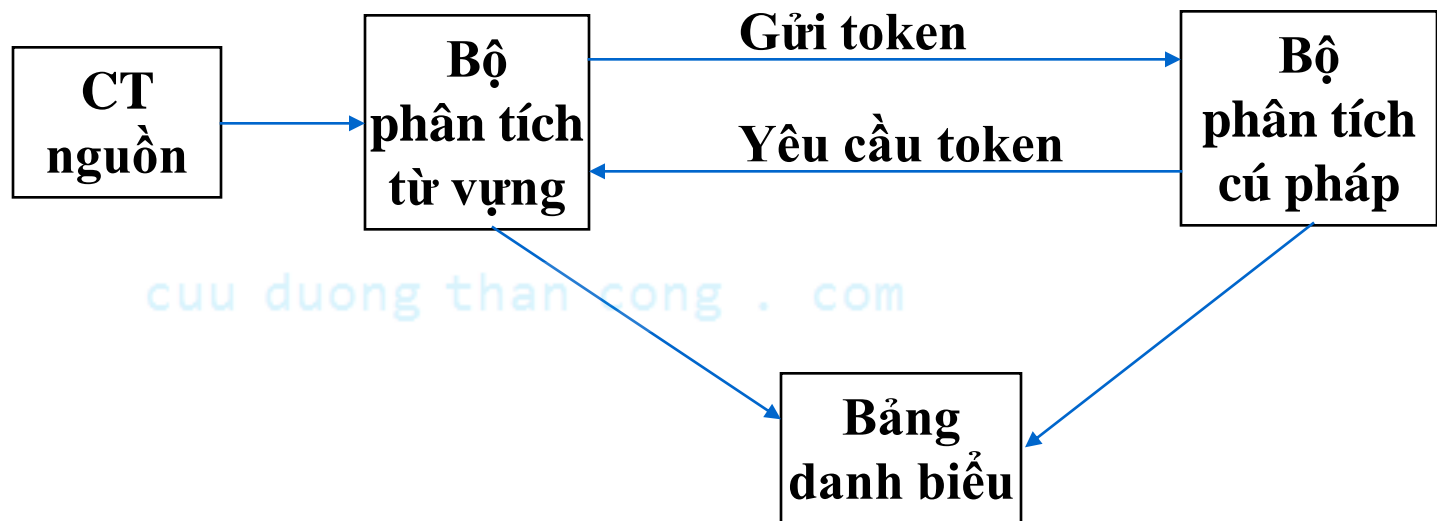 CT
nguồn
Bộ
phân tích
từ vựng
Gửi token
Yêu cầu token
Bộ
phân tích
cú pháp
cuu duong than cong . com
Bảng
danh biểu